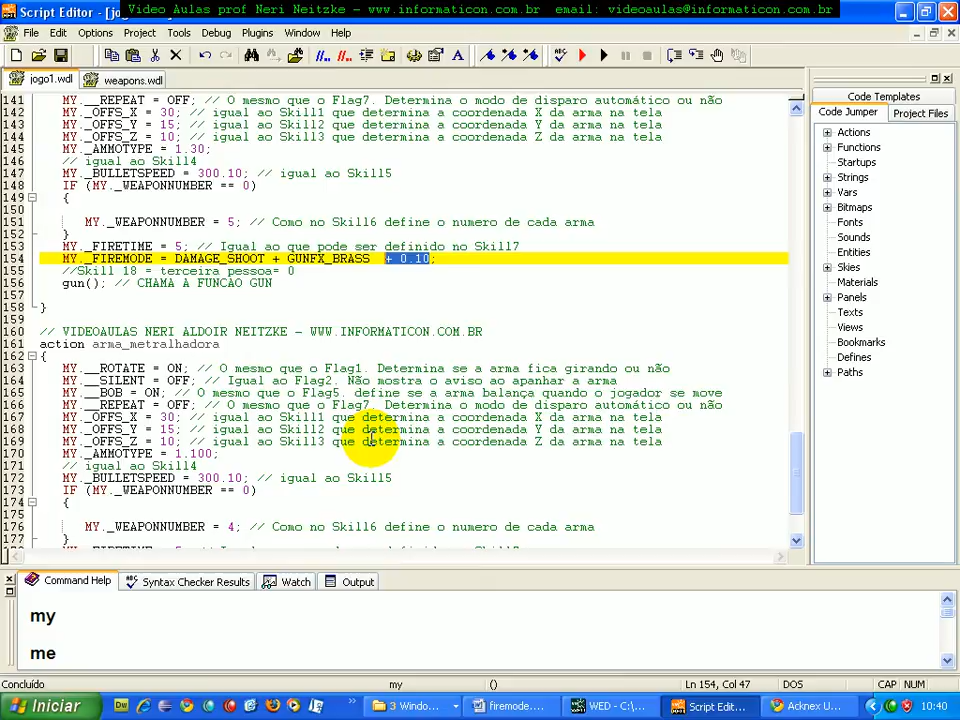 Script Editor - [jog
Video Aulas prof Neri Neitzke - www.informaticon.com.br email: videoaulas@informaticon.com.br
File Edit Options Project Tools Debug Plugins Window Help
jogo1.wdl weapons.wdl
141 MY.__REPEAT = OFF; // O mesmo que o Flag7. Determina o modo de disparo automático ou não
142 MY._OFFS_X = 30; // igual ao Skill1 que determina a coordenada X da arma na tela
143 MY._OFFS_Y = 15; // igual ao Skill2 que determina a coordenada Y da arma na tela
144 MY._OFFS_Z = 10; // igual ao Skill3 que determina a coordenada Z da arma na tela
145 MY._AMMOTYPE = 1.30;
146 // igual ao Skill4
147 MY._BULLETSPEED = 300.10; // igual ao Skill5
148 IF (MY._WEAPONNUMBER == 0)
149 {
150
151 MY._WEAPONNUMBER = 5; // Como no Skill6 define o numero de cada arma
152 }
153 MY._FIRETIME = 5; // Igual ao que pode ser definido no Skill7
154 MY._FIREMODE = DAMAGE_SHOOT + GUNFX_BRASS + 0.10;
155 //Skill 18 = terceira pessoa= 0
156 gun(); // CHAMA A FUNCAO GUN
157
158 }
159
160 // VIDEOAULAS NERI ALDOIR NEITZKE - WWW.INFORMATICON.COM.BR
161 action arma_metralhadora
162 {
163 MY.__ROTATE = ON; // O mesmo que o Flag1. Determina se a arma fica girando ou não
164 MY.__SILENT = OFF; // Igual ao Flag2. Não mostra o aviso ao apanhar a arma
165 MY.__BOB = ON; // O mesmo que o Flag5. define se a arma balança quando o jogador se move
166 MY.__REPEAT = OFF; // O mesmo que o Flag7. Determina o modo de disparo automático ou não
167 MY._OFFS_X = 30; // igual ao Skill1 que determina a coordenada X da arma na tela
168 MY._OFFS_Y = 15; // igual ao Skill2 que determina a coordenada Y da arma na tela
169 MY._OFFS_Z = 10; // igual ao Skill3 que determina a coordenada Z da arma na tela
170 MY._AMMOTYPE = 1.100;
171 // igual ao Skill4
172 MY._BULLETSPEED = 300.10; // igual ao Skill5
173 IF (MY._WEAPONNUMBER == 0)
174 {
175
176 MY._WEAPONNUMBER = 4; // Como no Skill6 define o numero de cada arma
177 }
Code Templates
Code Jumper Project Files
Actions
Functions
Startups
Strings
Vars
Bitmaps
Fonts
Sounds
Entities
Skies
Materials
Panels
Texts
Views
Bookmarks
Defines
Paths
Command Help Syntax Checker Results Watch Output
my
me
Concluído my () Ln 154, Col 47 DOS CAP NUM
Iniciar 3 Windo... firemode.... WED - C:\... Script Edit... Acknex U... 10:40